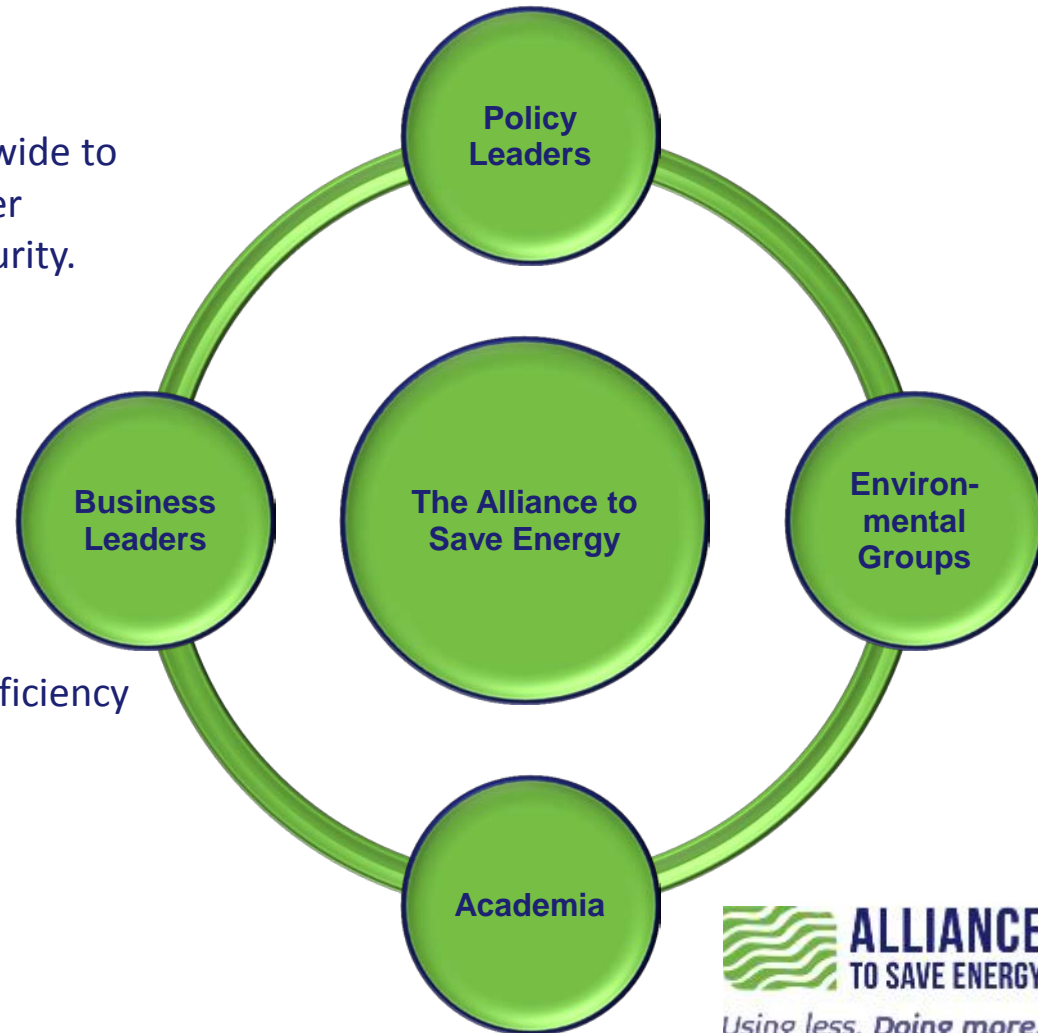 wide to
er
urity.
ficiency
Policy
Leaders
Business
Leaders
The Alliance to
Save Energy
Environ-
mental
Groups
Academia
ALLIANCE
TO SAVE ENERGY
Using less. Doing more.